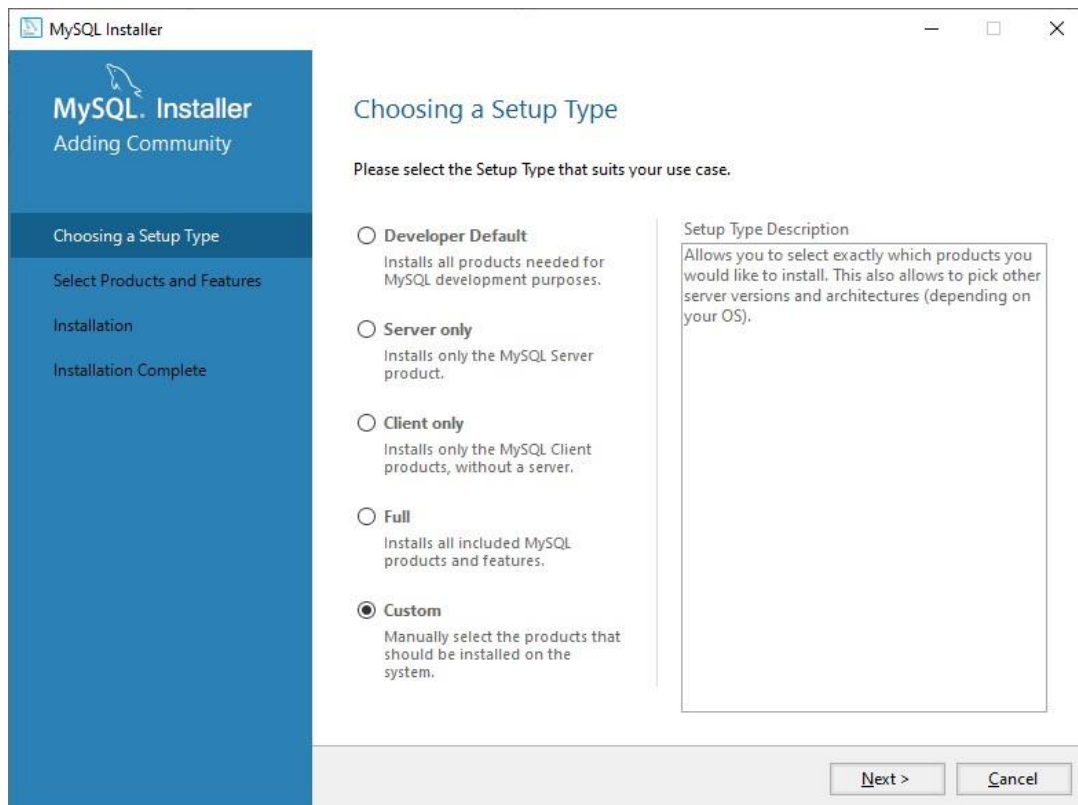 MySQL Installer
MySQL. Installer
Adding Community
Choosing a Setup Type
Select Products and Features
Installation
Installation Complete
Choosing a Setup Type
Please select the Setup Type that suits your use case.
Developer Default
Installs all products needed for
MySQL development purposes.
Server only
Installs only the MySQL Server
product.
Client only
Installs only the MySQL Client
products, without a server.
Full
Installs all included MySQL
products and features.
Custom
Manually select the products that
should be installed on the
system.
Setup Type Description
Allows you to select exactly which products you
would like to install. This also allows to pick other
server versions and architectures (depending on
your OS).
Next >
Cancel